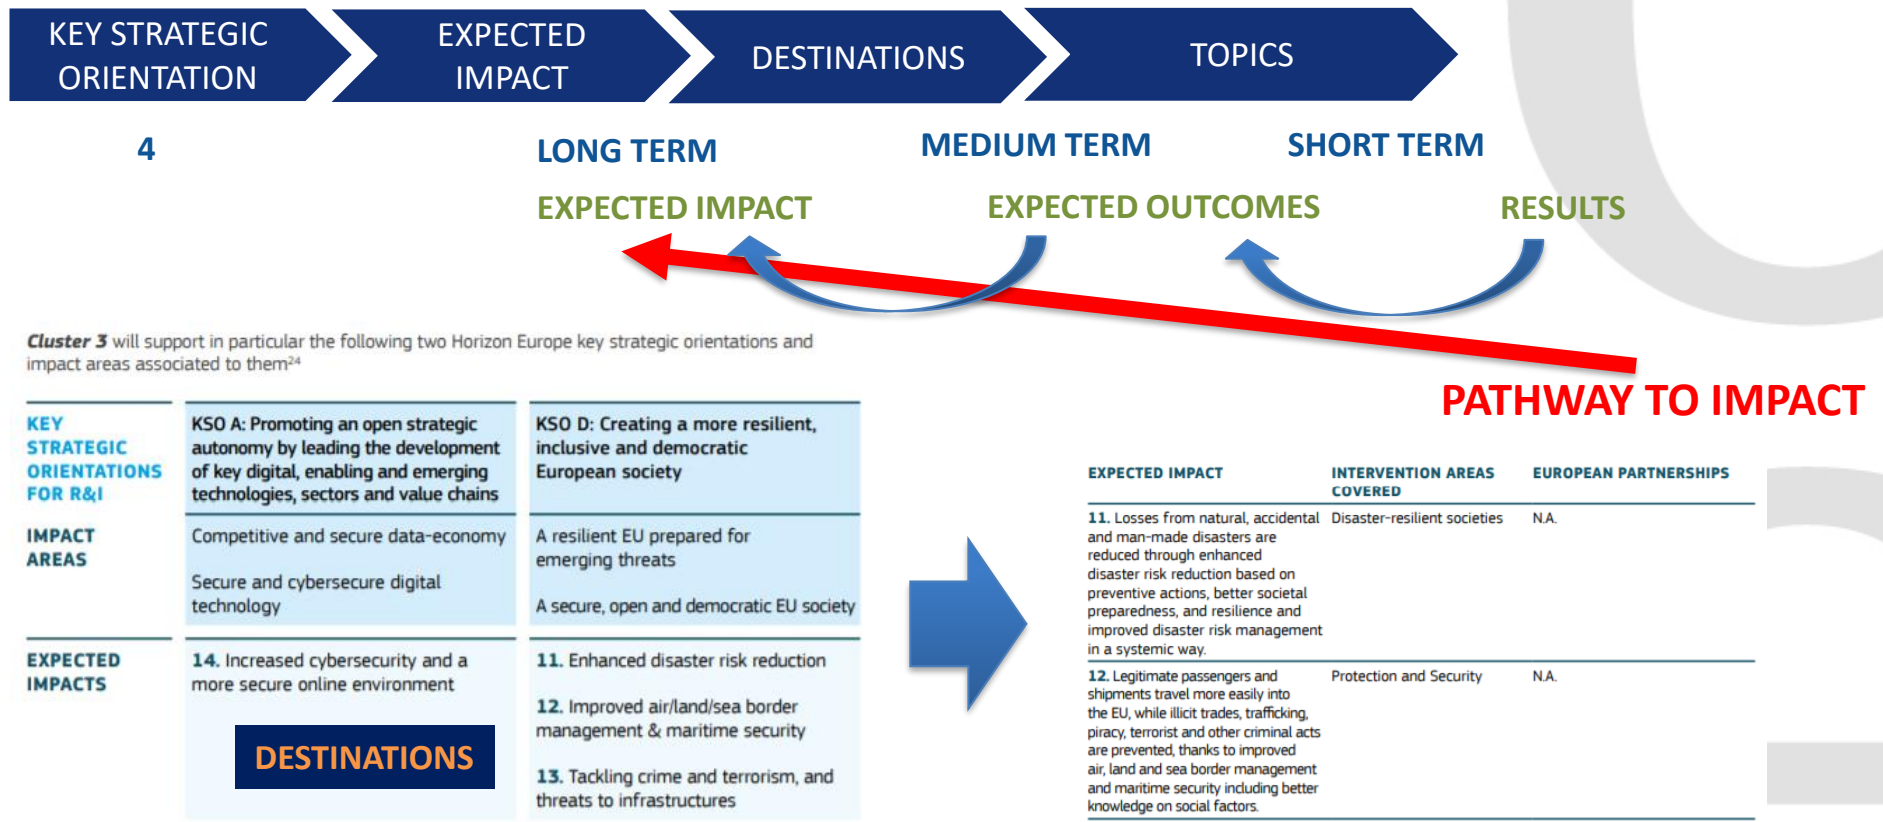 KEY STRATEGIC
ORIENTATION
EXPECTED
IMPACT
DESTINATIONS
TOPICS
4
LONG TERM
MEDIUM TERM
SHORT TERM
EXPECTED IMPACT
EXPECTED OUTCOMES
RESULTS
PATHWAY TO IMPACT
Cluster 3 will support in particular the following two Horizon Europe key strategic orientations and
impact areas associated to them24
KEY
STRATEGIC
ORIENTATIONS
FOR R&I
KSO A: Promoting an open strategic
autonomy by leading the development
of key digital, enabling and emerging
technologies, sectors and value chains
KSO D: Creating a more resilient,
inclusive and democratic
European society
IMPACT
AREAS
Competitive and secure data-economy
Secure and cybersecure digital
technology
A resilient EU prepared for
emerging threats
A secure, open and democratic EU society
EXPECTED
IMPACTS
14. Increased cybersecurity and a
more secure online environment
DESTINATIONS
11. Enhanced disaster risk reduction
12. Improved air/land/sea border
management & maritime security
13. Tackling crime and terrorism, and
threats to infrastructures
EXPECTED IMPACT
INTERVENTION AREAS
COVERED
EUROPEAN PARTNERSHIPS
11. Losses from natural, accidental
and man-made disasters are
reduced through enhanced
disaster risk reduction based on
preventive actions, better societal
preparedness, and resilience and
improved disaster risk management
in a systemic way.
Disaster-resilient societies
N.A.
12. Legitimate passengers and
shipments travel more easily into
the EU, while illicit trades, trafficking,
piracy, terrorist and other criminal acts
are prevented, thanks to improved
air, land and sea border management
and maritime security including better
knowledge on social factors.
Protection and Security
N.A.